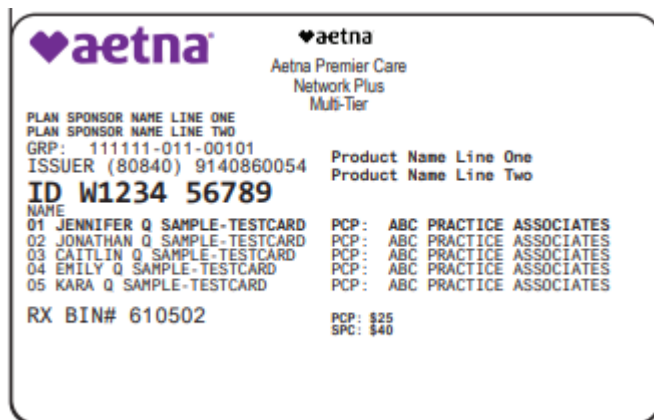 aetna
aetna
Aetna Premier Care
Network Plus
Multi-Tier
PLAN SPONSOR NAME LINE ONE
PLAN SPONSOR NAME LINE TWO
GRP: 111111-011-00101
ISSUER (80840) 9140860054
Product Name Line One
Product Name Line Two
ID W1234 56789
NAME
01 JENNIFER Q SAMPLE-TESTCARD PCP: ABC PRACTICE ASSOCIATES
02 JONATHAN Q SAMPLE-TESTCARD PCP: ABC PRACTICE ASSOCIATES
03 CAITLIN Q SAMPLE-TESTCARD PCP: ABC PRACTICE ASSOCIATES
04 EMILY Q SAMPLE-TESTCARD PCP: ABC PRACTICE ASSOCIATES
05 KARA Q SAMPLE-TESTCARD PCP: ABC PRACTICE ASSOCIATES
RX BIN# 610502
PCP: $25
SPC: $40